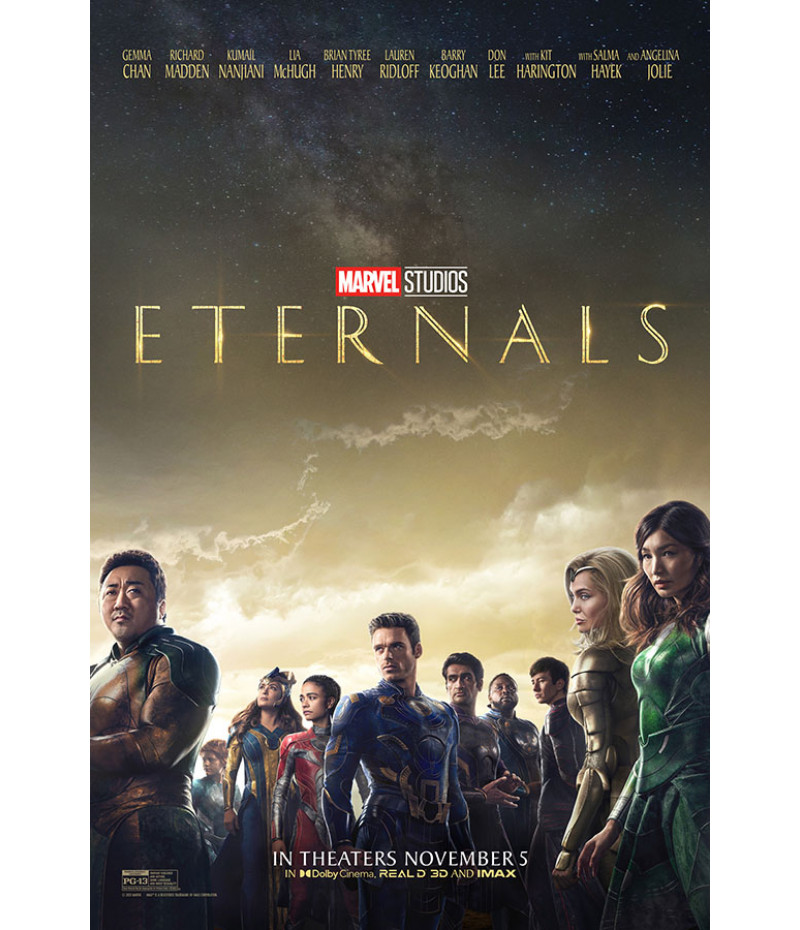 GEMMA RICHARD KUMAIL LIA BRIAN TYREE LAUREN BARRY DON WITH KIT WITH SALMA AND ANGELINA
CHAN MADDEN NANJIANI McHUGH HENRY RIDLOFF KEOGHAN LEE HARINGTON HAYEK JOLIE
MARVEL STUDIOS
ETERNALS
IN THEATERS NOVEMBER 5
IN Dolby Cinema, REAL D 3D AND IMAX
PG-13